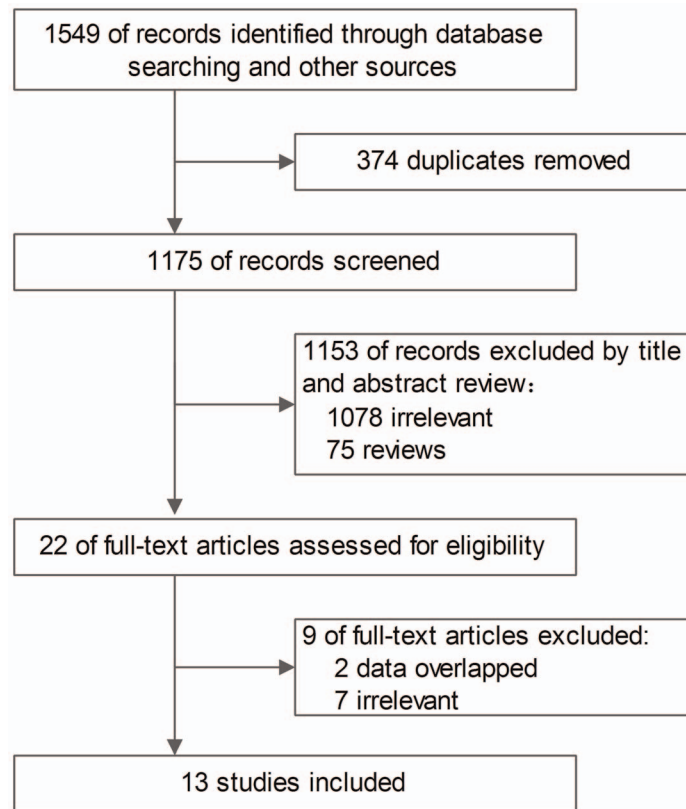 1549 of records identified through database
searching and other sources
374 duplicates removed
1175 of records screened
1153 of records excluded by title
and abstract review：
1078 irrelevant
75 reviews
22 of full-text articles assessed for eligibility
9 of full-text articles excluded:
2 data overlapped
7 irrelevant
13 studies included